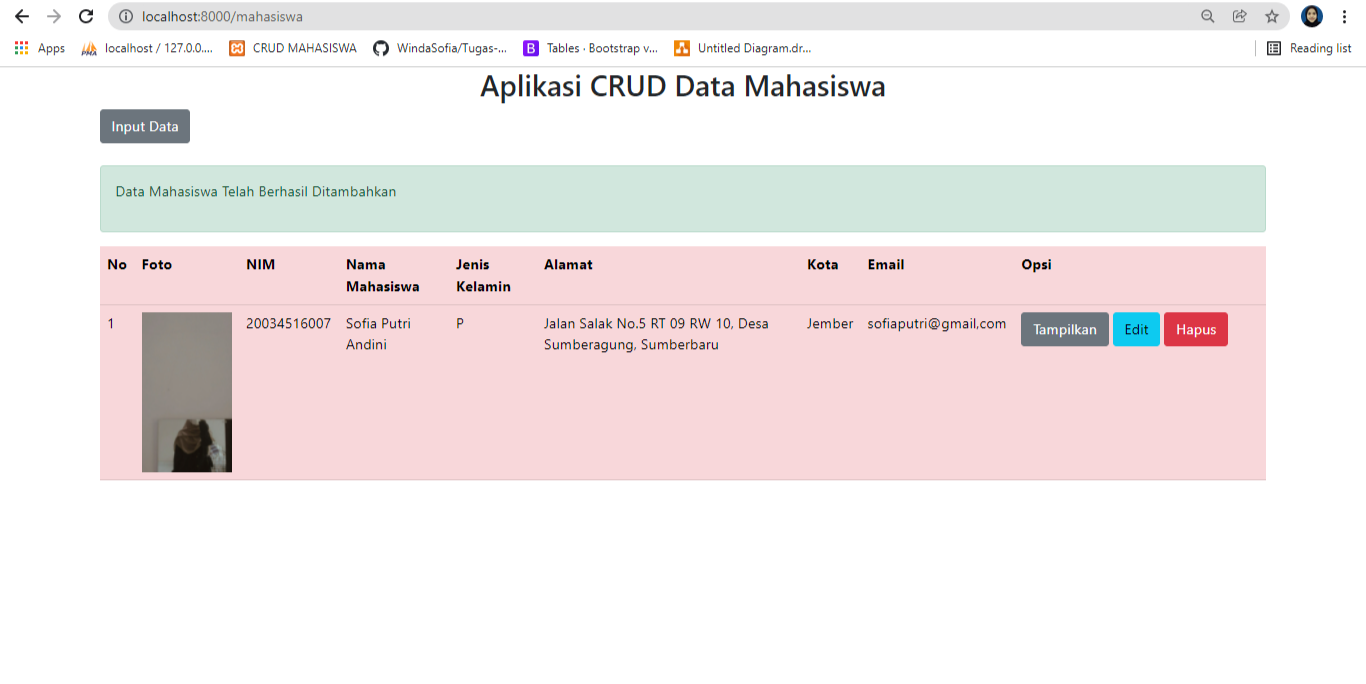 localhost:8000/mahasiswa
Apps localhost / 127.0.0.... CRUD MAHASISWA WindaSofia/Tugas-... Tables · Bootstrap v... Untitled Diagram.dr... Reading list
Aplikasi CRUD Data Mahasiswa
Input Data
Data Mahasiswa Telah Berhasil Ditambahkan
No Foto NIM Nama Jenis Alamat Kota Email Opsi
Mahasiswa Kelamin
1 20034516007 Sofia Putri P Jalan Salak No.5 RT 09 RW 10, Desa Jember sofiaputri@gmail,com Tampilkan Edit Hapus
Andini Sumberagung, Sumberbaru